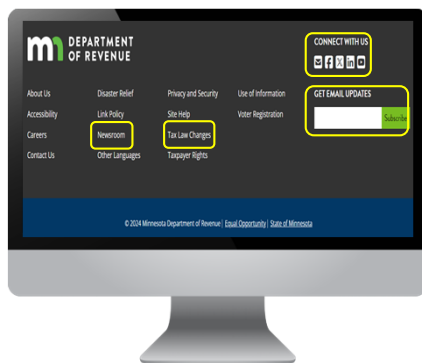 DEPARTMENT
OF REVENUE
CONNECT WITH US
About Us
Disaster Relief
Privacy and Security
Use of Information
GET EMAIL UPDATES
Accessibility
Link Policy
Site Help
Voter Registration
Subscribe
Careers
Newsroom
Tax Law Changes
Contact Us
Other Languages
Taxpayer Rights
© 2024 Minnesota Department of Revenue | Equal Opportunity | State of Minnesota